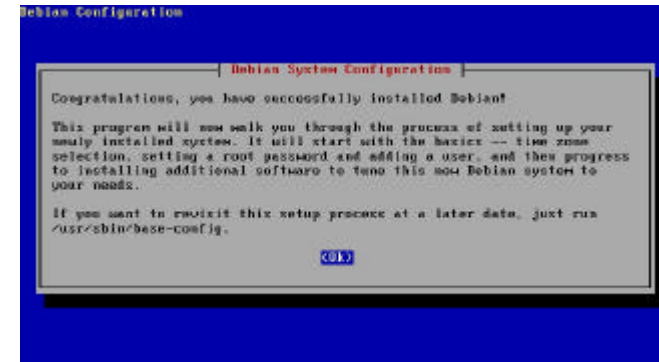 Debian Configuration
Debian System Configuration
Congratulations, you have successfully installed Debian!
This program will now walk you through the process of setting up your
newly installed system. It will start with the basics -- time zone
selection, setting a root password and adding a user, and then progress
to installing additional software to tune this new Debian system to
your needs.
If you want to revisit this setup process at a later date, just run
/usr/sbin/base-config.
<Ok>